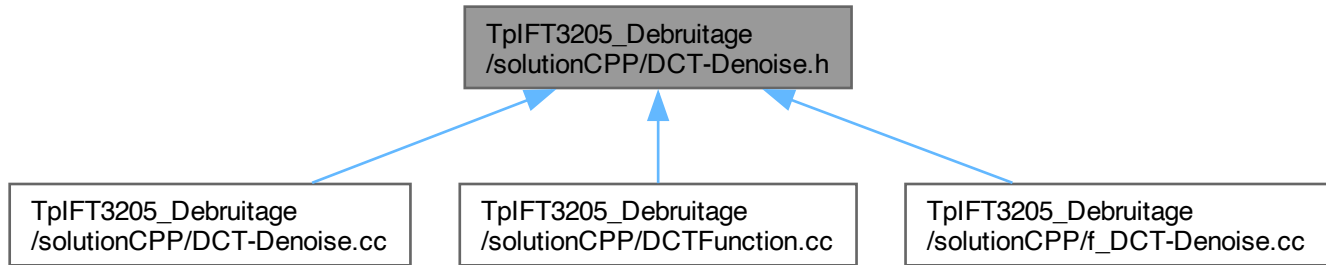 TpIFT3205_Debruitage
/solutionCPP/DCT-Denoise.h
TpIFT3205_Debruitage
/solutionCPP/DCT-Denoise.cc
TpIFT3205_Debruitage
/solutionCPP/DCTFunction.cc
TpIFT3205_Debruitage
/solutionCPP/f_DCT-Denoise.cc